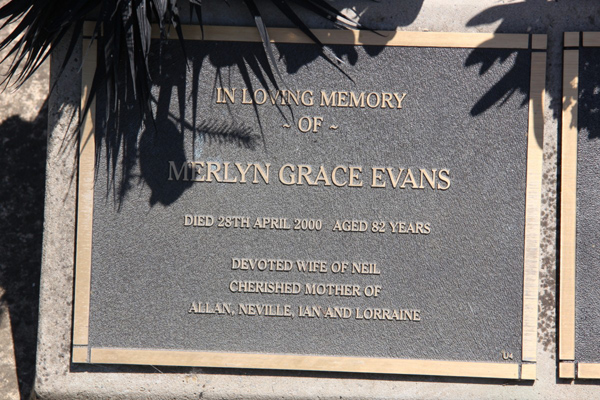 IN LOVING MEMORY
~ OF ~
MERLYN GRACE EVANS
DIED 28TH APRIL 2000 AGED 82 YEARS
DEVOTED WIFE OF NEIL
CHERISHED MOTHER OF
ALLAN, NEVILLE, IAN AND LORRAINE
U4